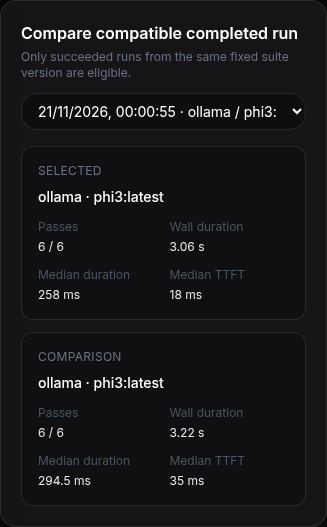 Compare compatible completed run
Only succeeded runs from the same fixed suite
version are eligible.
21/11/2026, 00:00:55 · ollama / phi3:
SELECTED
ollama · phi3:latest
Passes Wall duration
6 / 6 3.06 s
Median duration Median TTFT
258 ms 18 ms
COMPARISON
ollama · phi3:latest
Passes Wall duration
6 / 6 3.22 s
Median duration Median TTFT
294.5 ms 35 ms